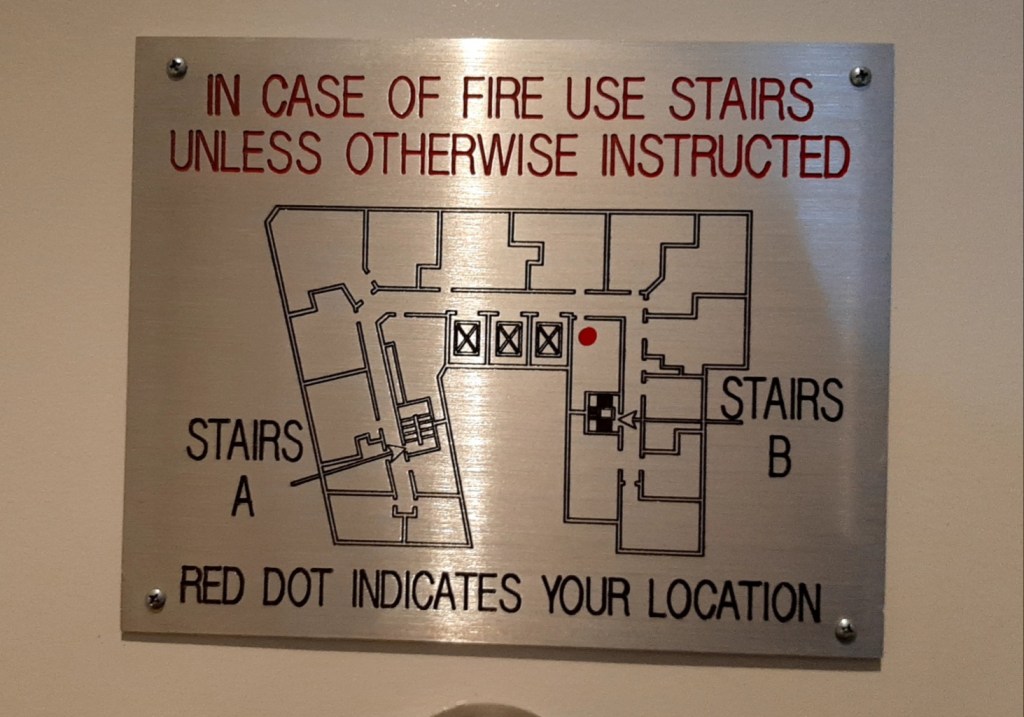 IN CASE OF FIRE USE STAIRS
UNLESS OTHERWISE INSTRUCTED
STAIRS
A
STAIRS
B
RED DOT INDICATES YOUR LOCATION